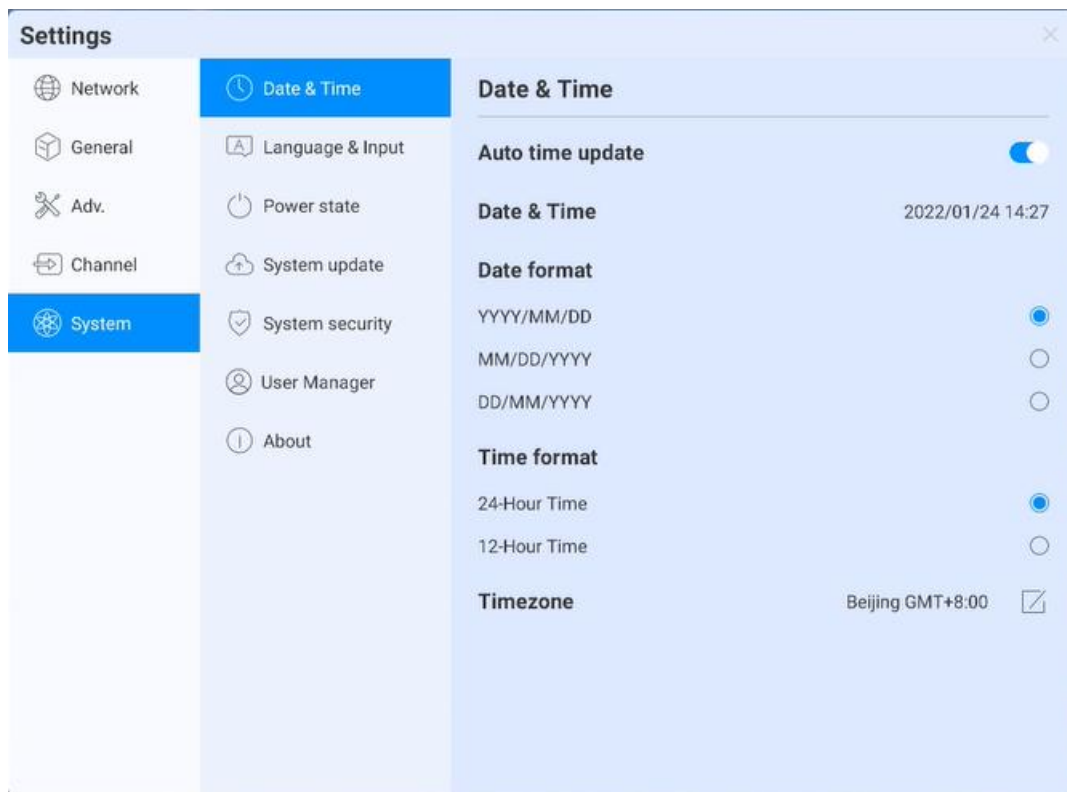 Settings
Network
General
Adv.
Channel
System
Date & Time
Language & Input
Power state
System update
System security
User Manager
About
Date & Time
Auto time update
Date & Time 2022/01/24 14:27
Date format
YYYY/MM/DD
MM/DD/YYYY
DD/MM/YYYY
Time format
24-Hour Time
12-Hour Time
Timezone Beijing GMT+8:00